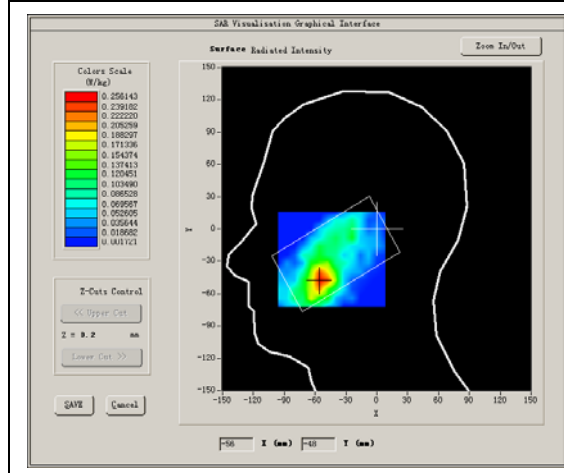 SAR Visualisation Graphical Interface
Surface Radiated Intensity
Zoom In/Out
Colors Scale
(W/kg)
0.256143
0.239182
0.222220
0.205259
0.188297
0.171336
0.154374
0.137413
0.120451
0.103490
0.086528
0.069567
0.052605
0.035644
0.018682
0.001721
Z-Cuts Control
<< Upper Cut
Z = 0.2 mm
Lower Cut >>
SAVE
Cancel
150
120
90
60
30
0
-30
-60
-90
-120
-150
Y
-150 -120 -90 -60 -30 0 30 60 90 120 150
X
-56 X (mm) -48 Y (mm)